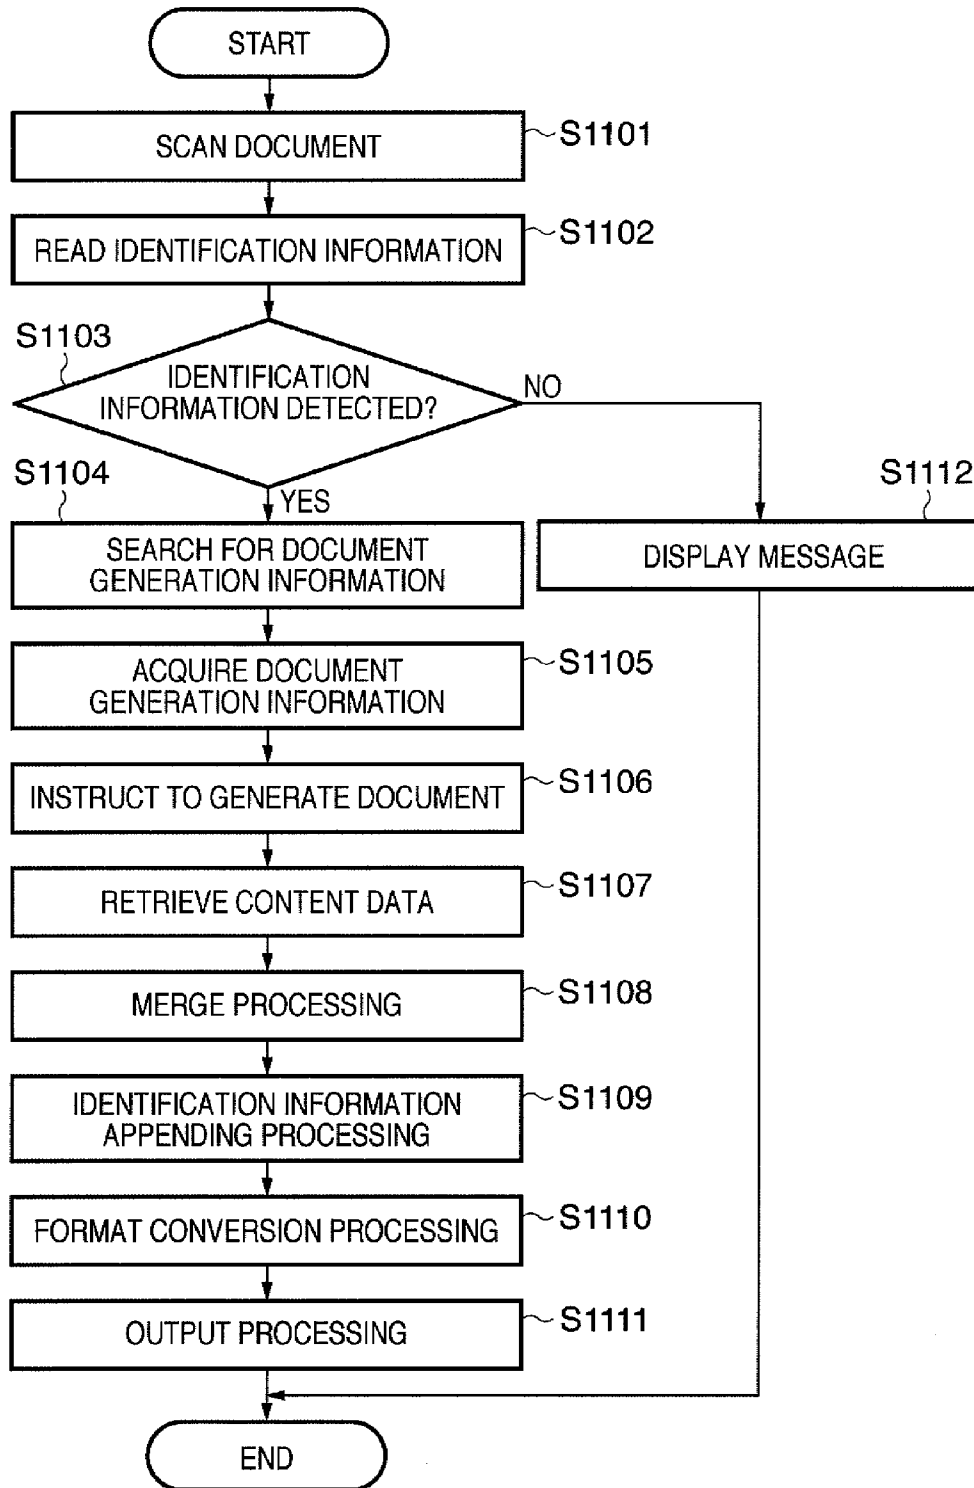 START
SCAN DOCUMENT
S1101
READ IDENTIFICATION INFORMATION
S1102
S1103
IDENTIFICATION
INFORMATION DETECTED?
NO
S1104
YES
S1112
SEARCH FOR DOCUMENT
GENERATION INFORMATION
DISPLAY MESSAGE
ACQUIRE DOCUMENT
GENERATION INFORMATION
S1105
INSTRUCT TO GENERATE DOCUMENT
S1106
RETRIEVE CONTENT DATA
S1107
MERGE PROCESSING
S1108
IDENTIFICATION INFORMATION
APPENDING PROCESSING
S1109
FORMAT CONVERSION PROCESSING
S1110
OUTPUT PROCESSING
S1111
END